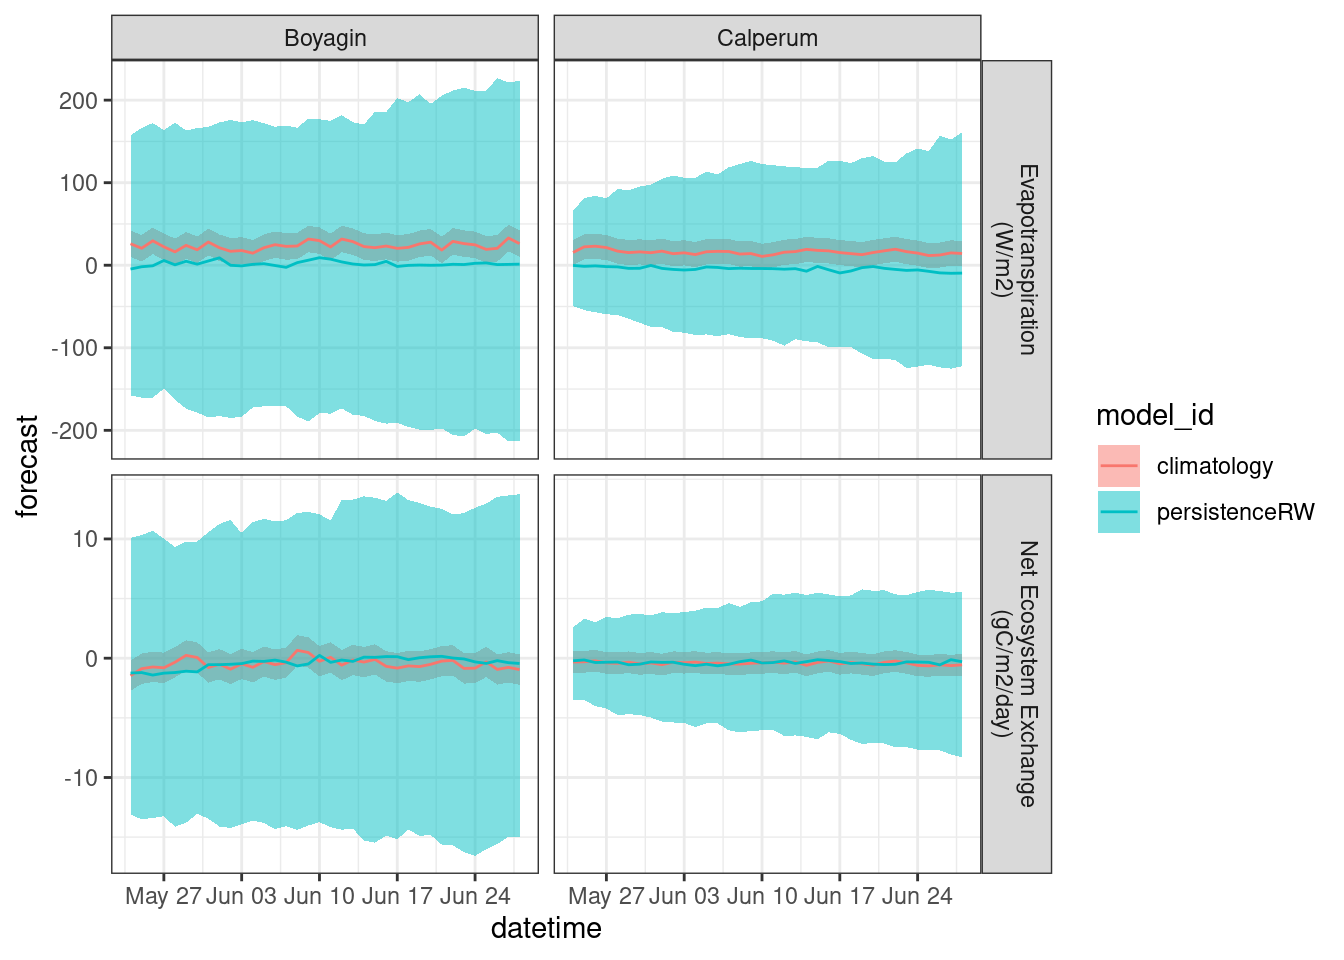 Boyagin
Calperum
forecast
200
100
0
-100
-200
Evapotranspiration
(W/m2)
10
0
-10
Net Ecosystem Exchange
(gC/m2/day)
May 27 Jun 03 Jun 10 Jun 17 Jun 24
May 27 Jun 03 Jun 10 Jun 17 Jun 24
datetime
model_id
climatology
persistenceRW